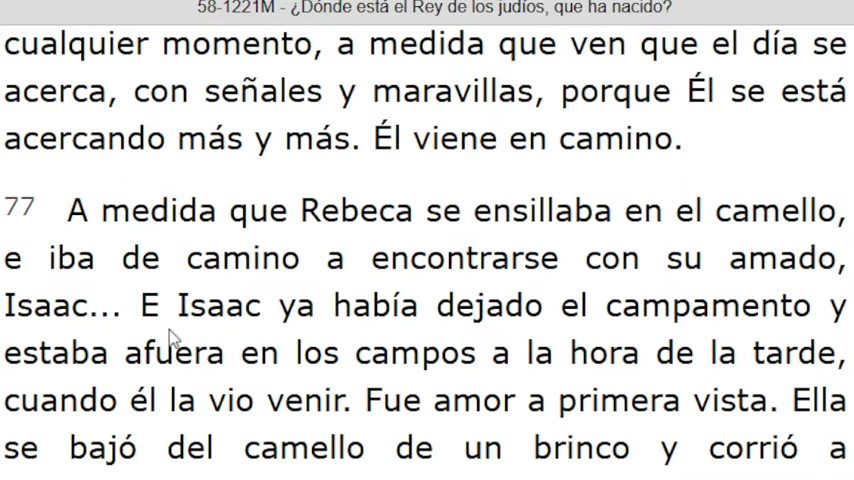 58-1221M - ¿Dónde está el Rey de los judíos, que ha nacido?
cualquier momento, a medida que ven que el día se
acerca, con señales y maravillas, porque Él se está
acercando más y más. Él viene en camino.
77 A medida que Rebeca se ensillaba en el camello,
e iba de camino a encontrarse con su amado,
Isaac... E Isaac ya había dejado el campamento y
estaba afuera en los campos a la hora de la tarde,
cuando él la vio venir. Fue amor a primera vista. Ella
se bajó del camello de un brinco y corrió a